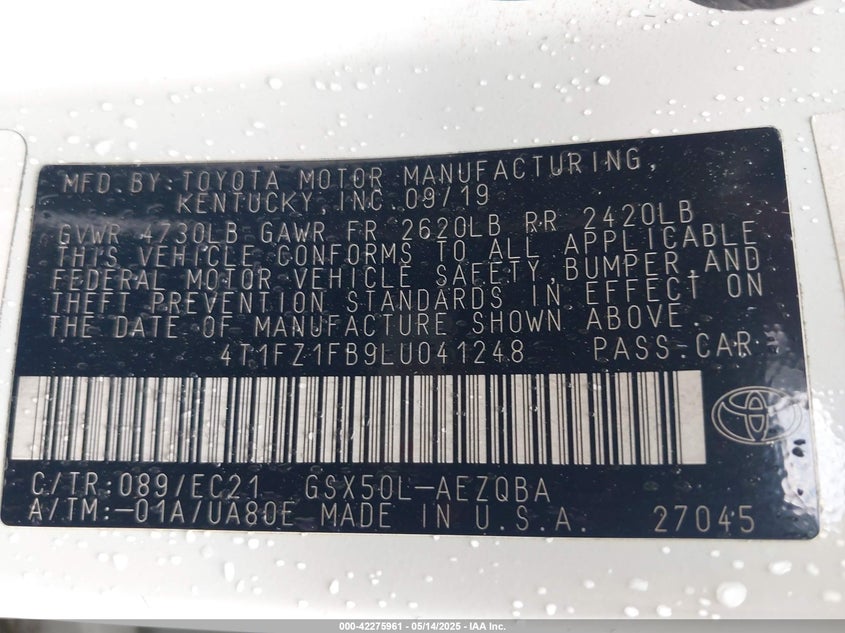 MFD. BY: TOYOTA MOTOR MANUFACTURING,
KENTUCKY, INC. 09/19
GVWR 4730LB GAWR FR 2620LB RR 2420LB
THIS VEHICLE CONFORMS TO ALL APPLICABLE
FEDERAL MOTOR VEHICLE SAFETY, BUMPER, AND
THEFT PREVENTION STANDARDS IN EFFECT ON
THE DATE OF MANUFACTURE SHOWN ABOVE.
4T1FZ1FB9LU041248 PASS.CAR
C/TR: 089/EC21 GSX50L-AEZQBA
A/TM: -01A/UA80E MADE IN U.S.A. 27045
000-42275961 | 05/14/2025 - IAA Inc.